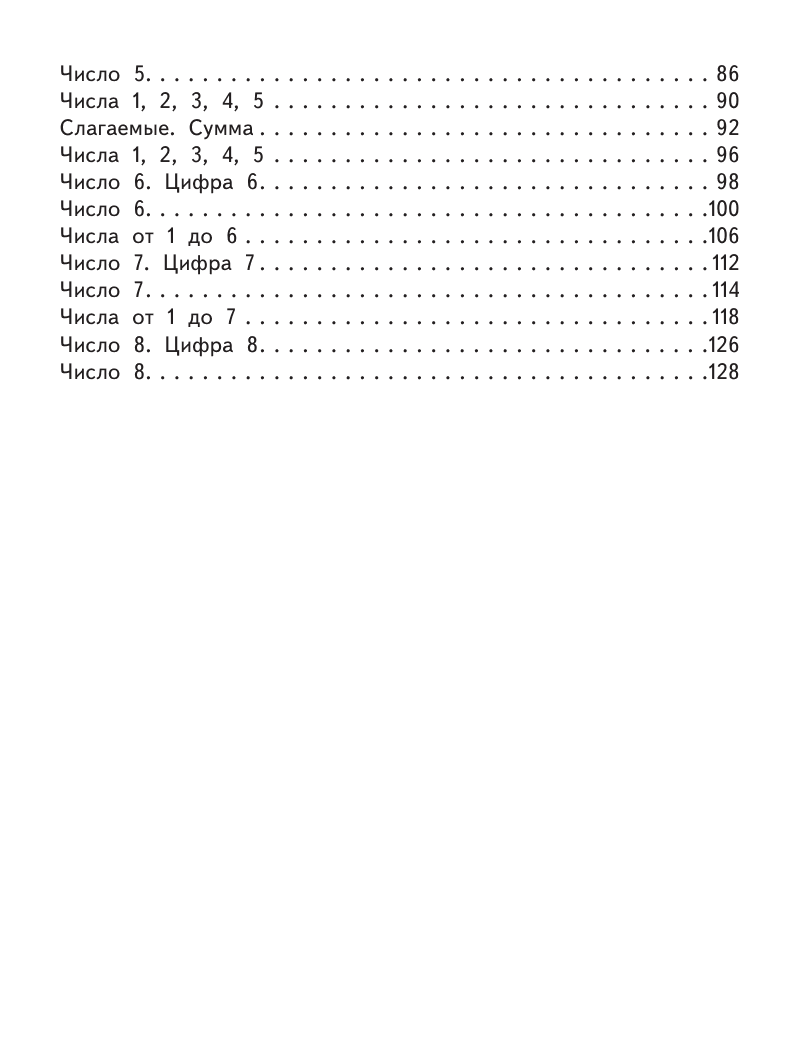 Число 5. . . . . . . . . . . . . . . . . . . . . . . . . . . . . . . . . . . . . . . . 86
Числа 1, 2, 3, 4, 5 . . . . . . . . . . . . . . . . . . . . . . . . . . . . . . . 90
Слагаемые. Сумма . . . . . . . . . . . . . . . . . . . . . . . . . . . . . . . . 92
Числа 1, 2, 3, 4, 5 . . . . . . . . . . . . . . . . . . . . . . . . . . . . . . . 96
Число 6. Цифра 6. . . . . . . . . . . . . . . . . . . . . . . . . . . . . . . . 98
Число 6. . . . . . . . . . . . . . . . . . . . . . . . . . . . . . . . . . . . . . . .100
Числа от 1 до 6 . . . . . . . . . . . . . . . . . . . . . . . . . . . . . . . . .106
Число 7. Цифра 7 . . . . . . . . . . . . . . . . . . . . . . . . . . . . . . . .112
Число 7. . . . . . . . . . . . . . . . . . . . . . . . . . . . . . . . . . . . . . . .114
Числа от 1 до 7 . . . . . . . . . . . . . . . . . . . . . . . . . . . . . . . . .118
Число 8. Цифра 8. . . . . . . . . . . . . . . . . . . . . . . . . . . . . . . .126
Число 8. . . . . . . . . . . . . . . . . . . . . . . . . . . . . . . . . . . . . . . .128